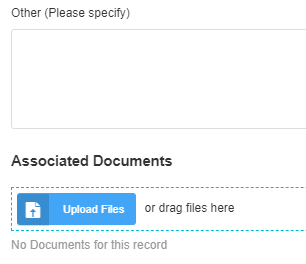 Other (Please specify)
Associated Documents
Upload Files or drag files here
No Documents for this record